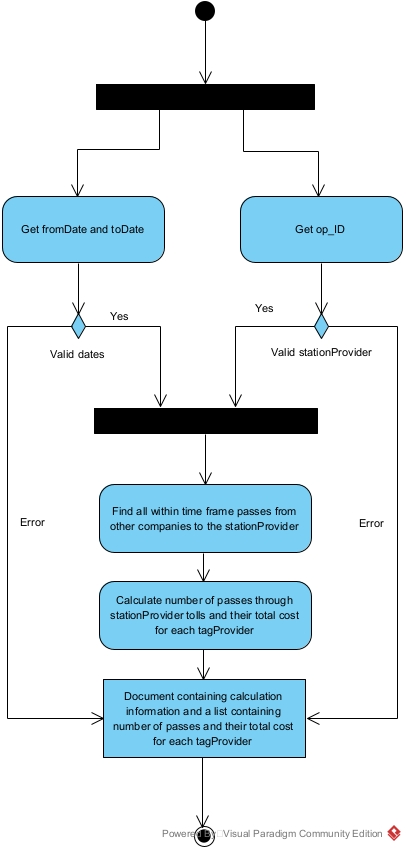 Get fromDate and toDate
Get op_ID
Yes
Yes
Valid dates
Valid stationProvider
Find all within time frame passes from
other companies to the stationProvider
Error
Error
Calculate number of passes through
stationProvider tolls and their total cost
for each tagProvider
Document containing calculation
information and a list containing
number of passes and their total cost
for each tagProvider
Powered By Visual Paradigm Community Edition